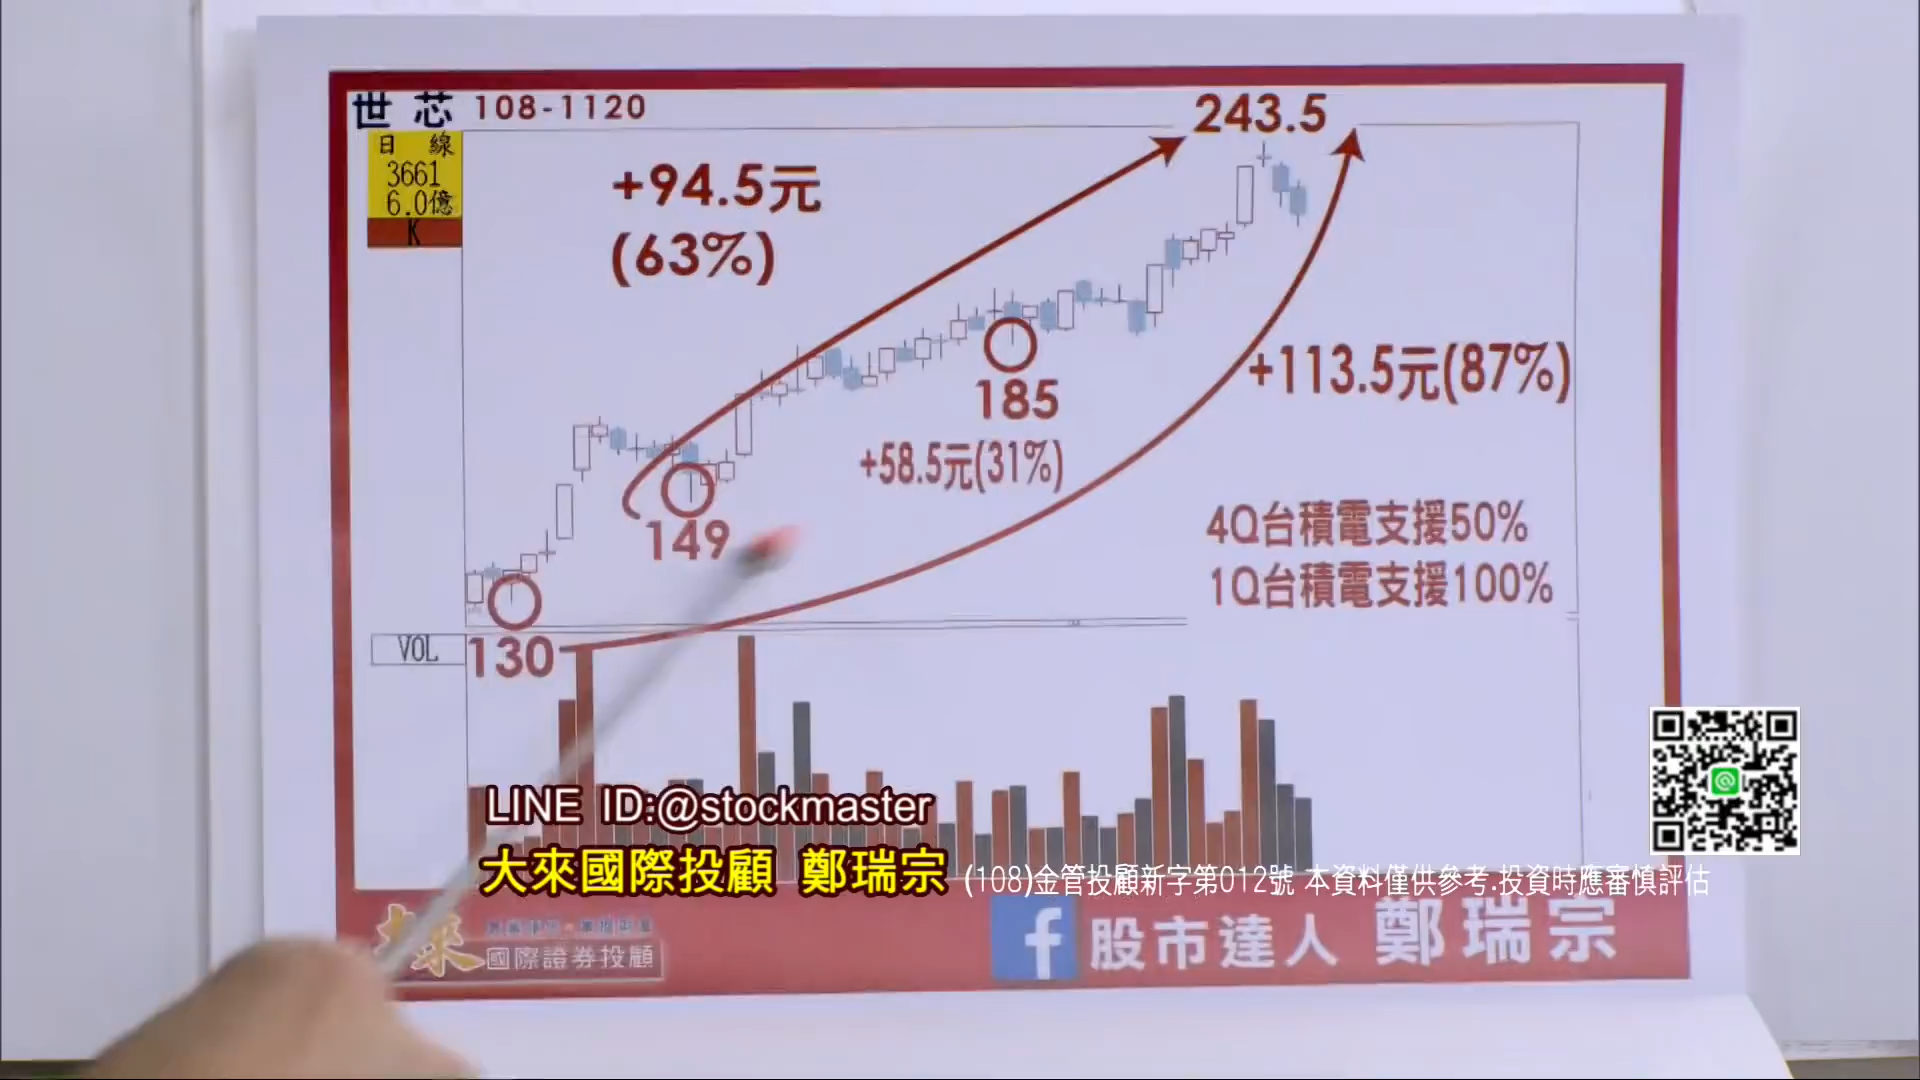 世芯 108-1120
日 線
3661
6.0億
K
243.5
+94.5元
(63%)
+113.5元(87%)
185
+58.5元(31%)
149
4Q台積電支援50%
1Q台積電支援100%
VOL
130
LINE ID:@stockmaster
大來國際投顧 鄭瑞宗 (108)金管投顧新字第012號 本資料僅供參考.投資時應審慎評估
大來
國際證券投顧
f 股市達人 鄭瑞宗